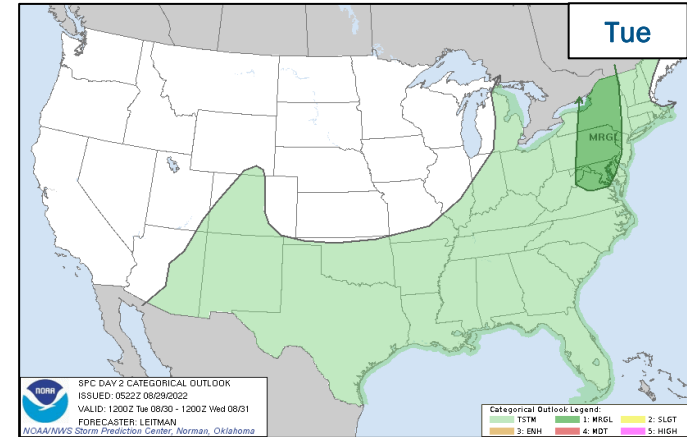 Tue
MRGL
NOAA
SPC DAY 2 CATEGORICAL OUTLOOK
ISSUED: 0522Z 08/29/2022
VALID: 1200Z Tue 08/30 - 1200Z Wed 08/31
FORECASTER: LEITMAN
NOAA/NWS Storm Prediction Center, Norman, Oklahoma
Categorical Outlook Legend:
TSTM 1: MRGL 2: SLGT
3: ENH 4: MDT 5: HIGH